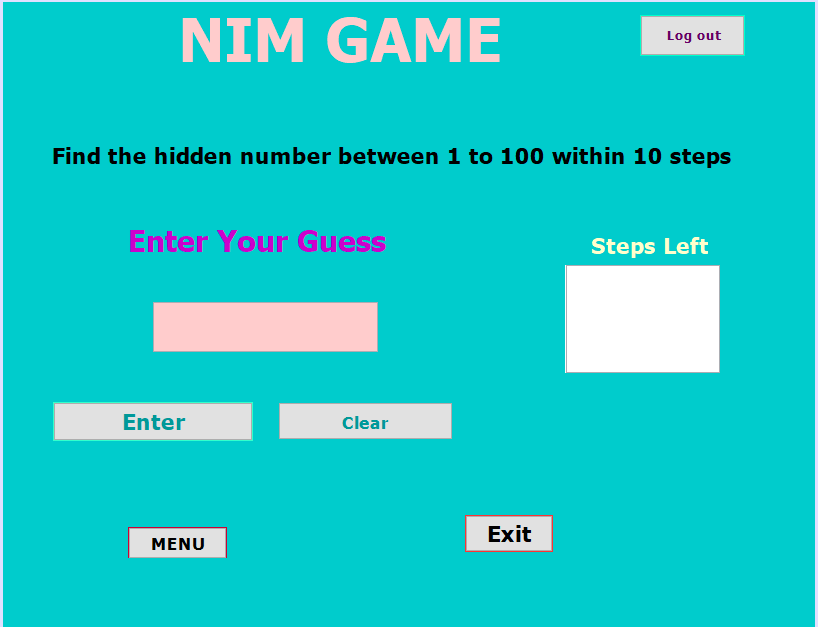 NIM GAME
Log out
Find the hidden number between 1 to 100 within 10 steps
Enter Your Guess
Steps Left
Enter
Clear
MENU
Exit